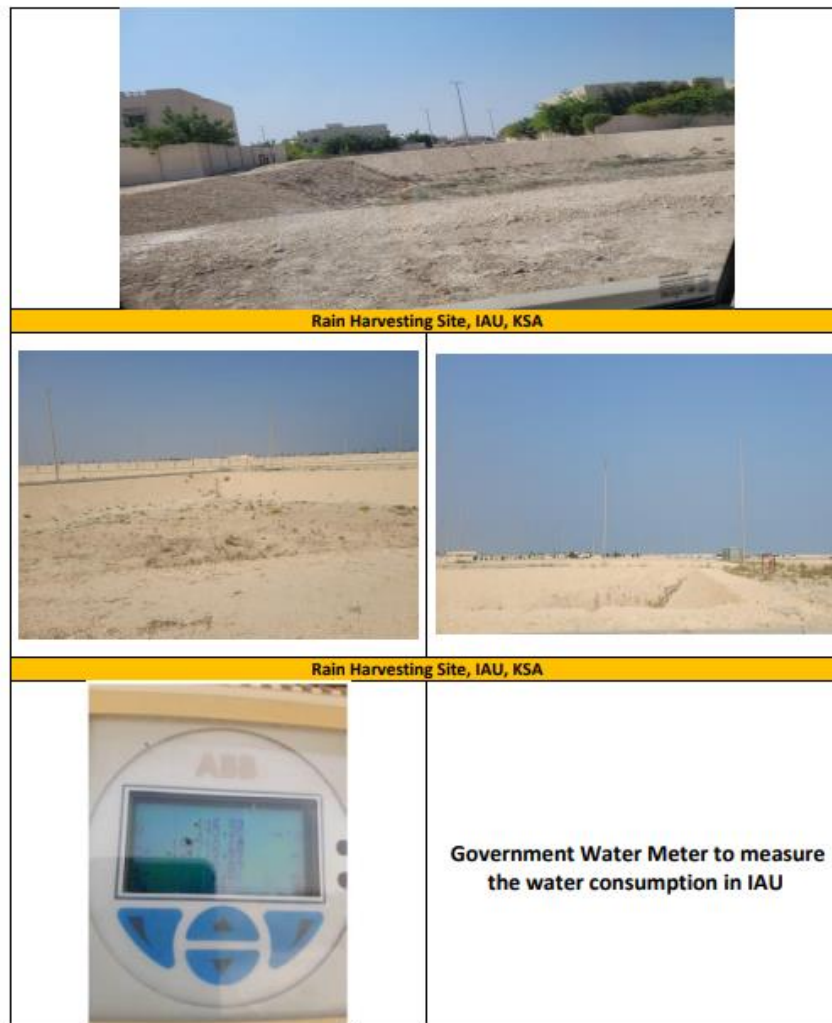 Rain Harvesting Site, IAU, KSA
Rain Harvesting Site, IAU, KSA
ABB
Government Water Meter to measure
the water consumption in IAU